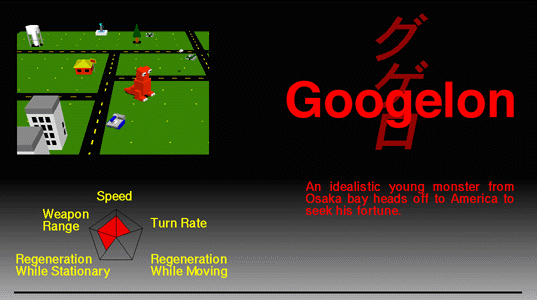 グゲロ
Googelon
An idealistic young monster from
Osaka bay heads off to America to
seek his fortune.
Speed
Weapon
Range
Turn Rate
Regeneration
While Stationary
Regeneration
While Moving